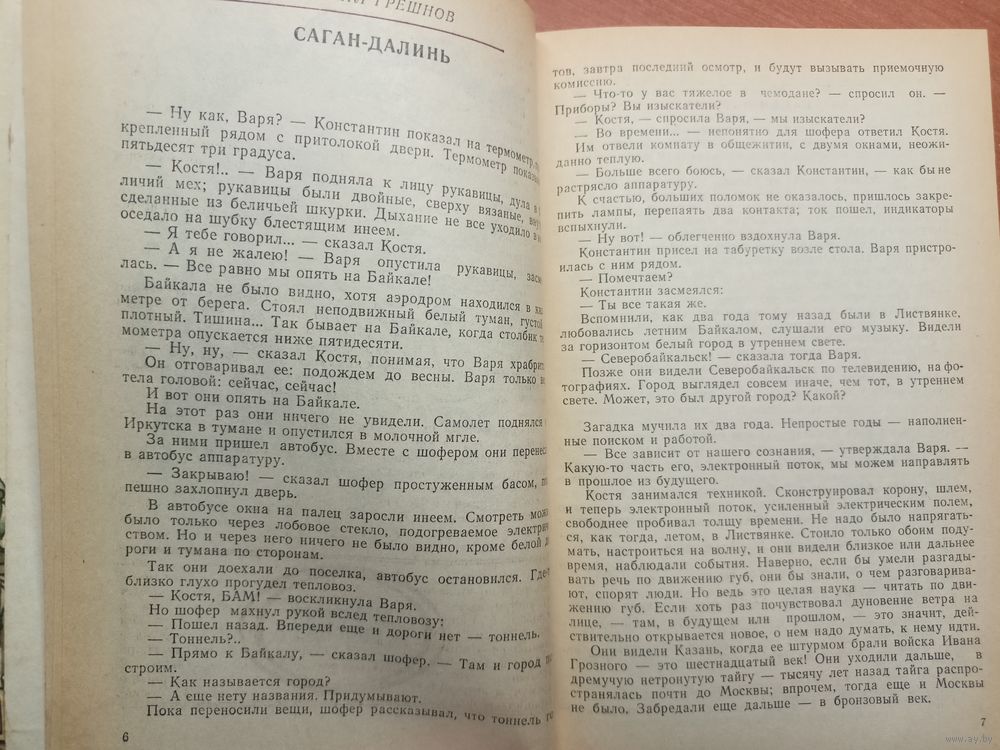 ГРЕШНОВ
САГАН-ДАЛИНЬ
— Ну как, Варя? — Константин показал на термометр,
крепленный рядом с притолокой двери. Термометр
пятьдесят три градуса.
— Костя!.. — Варя подняла к лицу рукавицы, дула в
личий мех; рукавицы были двойные, сверху вязаные,
сделанные из беличьей шкурки. Дыхание не все уходило в
оседало на шубку блестящим инеем.
— Я тебе говорил... — сказал Костя.
— А я не жалею! — Варя опустила рукавицы,
лась. — Все равно мы опять на Байкале!
Байкала не было видно, хотя аэродром находился в
метре от берега. Стоял неподвижный белый туман, густой
плотный. Тишина... Так бывает на Байкале, когда столбик
мометра опускается ниже пятидесяти.
— Ну, ну, — сказал Костя, понимая, что Варя
Он отговаривал ее: подождем до весны. Варя только
тела головой: сейчас, сейчас!
И вот они опять на Байкале.
На этот раз они ничего не увидели. Самолет поднялся
Иркутска в тумане и опустился в молочной мгле.
За ними пришел автобус. Вместе с шофером они
в автобус аппаратуру.
— Закрываю! — сказал шофер простуженным басом,
пешно захлопнул дверь.
В автобусе окна на палец заросли инеем. Смотреть
было только через лобовое стекло, подогреваемое
ством. Но и через него ничего не было видно, кроме белой
роги и тумана по сторонам.
Так они доехали до поселка, автобус остановился.
близко глухо прогудел тепловоз.
— Костя, БАМ! — воскликнула Варя.
Но шофер махнул рукой вслед тепловозу:
— Пошел назад. Впереди еще и дороги нет — тоннель.
— Тоннель?..
— Прямо к Байкалу, — сказал шофер. — Там и город
строим.
— Как называется город?
— А еще нету названия. Придумывают.
Пока переносили вещи, шофер рассказывал, что тоннель
6
тов, завтра последний осмотр, и будут вызывать приемочную
комиссию.
— Что-то у вас тяжелое в чемодане? — спросил он. —
Приборы? Вы изыскатели?
— Костя, — спросила Варя, — мы изыскатели?
— Во времени... — непонятно для шофера ответил Костя.
Им отвели комнату в общежитии, с двумя окнами, неожи-
данно теплую.
— Больше всего боюсь, — сказал Константин, — как бы не
растрясло аппаратуру.
К счастью, больших поломок не оказалось, пришлось закре-
пить лампы, перепаять два контакта; ток пошел, индикаторы
вспыхнули.
— Ну вот! — облегченно вздохнула Варя.
Константин присел на табуретку возле стола. Варя пристро-
илась с ним рядом.
— Помечтаем?
Константин засмеялся:
— Ты все такая же.
Вспомнили, как два года тому назад были в Листвянке,
любовались летним Байкалом, слушали его музыку. Видели
за горизонтом белый город в утреннем свете.
— Северобайкальск! — сказала тогда Варя.
Позже они видели Северобайкальск по телевидению, на фо-
тографиях. Город выглядел совсем иначе, чем тот, в утреннем
свете. Может, это был другой город? Какой?
Загадка мучила их два года. Непростые годы — наполнен-
ные поиском и работой.
— Все зависит от нашего сознания, — утверждала Варя. —
Какую-то часть его, электронный поток, мы можем направлять
в прошлое из будущего.
Костя занимался техникой. Сконструировал корону, шлем,
и теперь электронный поток, усиленный электрическим полем,
свободнее пробивал толщу времени. Не надо было напрягать-
ся, как тогда, летом, в Листвянке. Стоило только обоим поду-
мать, настроиться на волну, и они видели близкое или дальнее
время, наблюдали события. Наверно, если бы умели разгады-
вать речь по движению губ, они бы знали, о чем разговарива-
ют, спорят люди. Но ведь это целая наука — читать по дви-
жению губ. Если хоть раз почувствовал дуновение ветра на
лице, — там, в будущем или прошлом, — это значит, дей-
ствительно открывается новое, о нем надо думать, к нему идти.
Они видели Казань, когда ее штурмом брали войска Ивана
Грозного — это шестнадцатый век! Они уходили дальше, в
дремучую нетронутую тайгу — тысячу лет назад тайга распро-
странялась почти до Москвы; впрочем, тогда еще и Москвы
не было. Забредали еще дальше — в бронзовый век.
7
www.ay.by